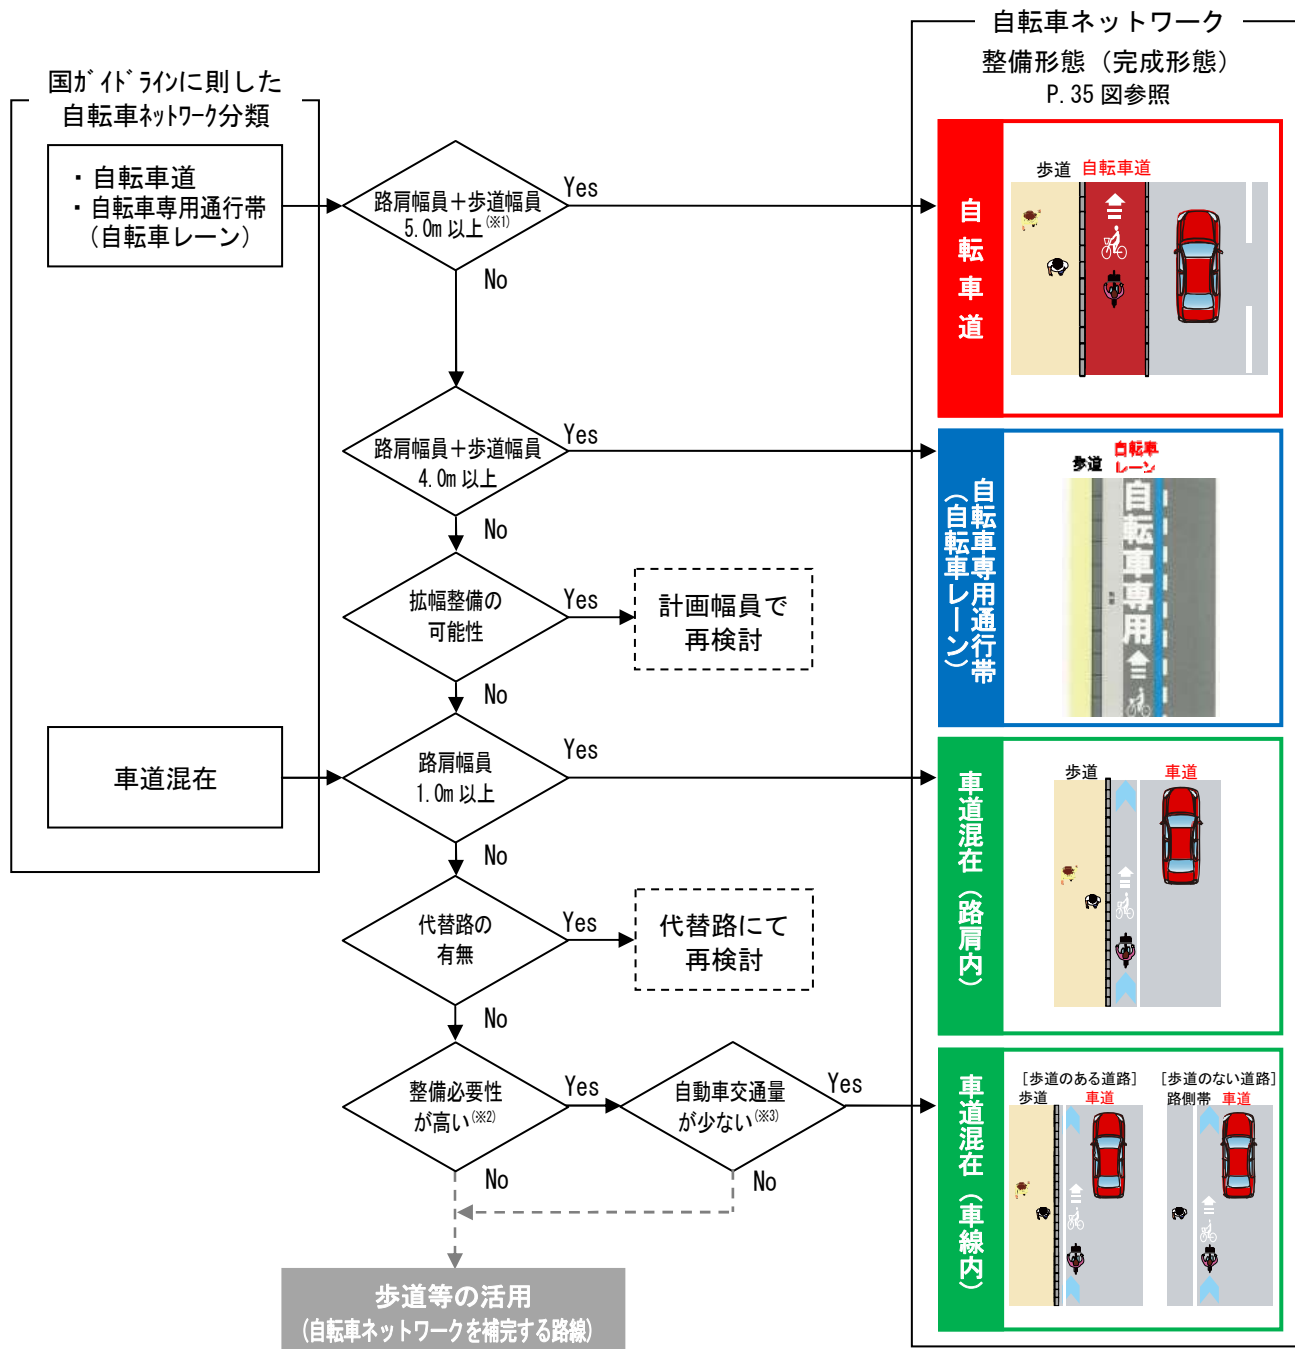 自転車ネットワーク
整備形態（完成形態）
P.35 図参照
国ガイドラインに則した
自転車ネットワーク分類
・自転車道
・自転車専用通行帯
（自転車レーン）
路肩幅員＋歩道幅員
5.0m 以上(※1)
Yes
No
自転車道
歩道
自転車道
路肩幅員＋歩道幅員
4.0m 以上
Yes
No
自転車専用通行帯
（自転車レーン）
歩道
自転車
レーン
自転車専用
拡幅整備の
可能性
Yes
No
計画幅員で
再検討
車道混在
路肩幅員
1.0m 以上
Yes
No
車道混在（路肩内）
歩道
車道
代替路の
有無
Yes
No
代替路にて
再検討
整備必要性
が高い(※2)
Yes
No
自動車交通量
が少ない(※3)
Yes
No
車道混在（車線内）
[歩道のある道路]
歩道
車道
[歩道のない道路]
路側帯
車道
歩道等の活用
(自転車ネットワークを補完する路線)